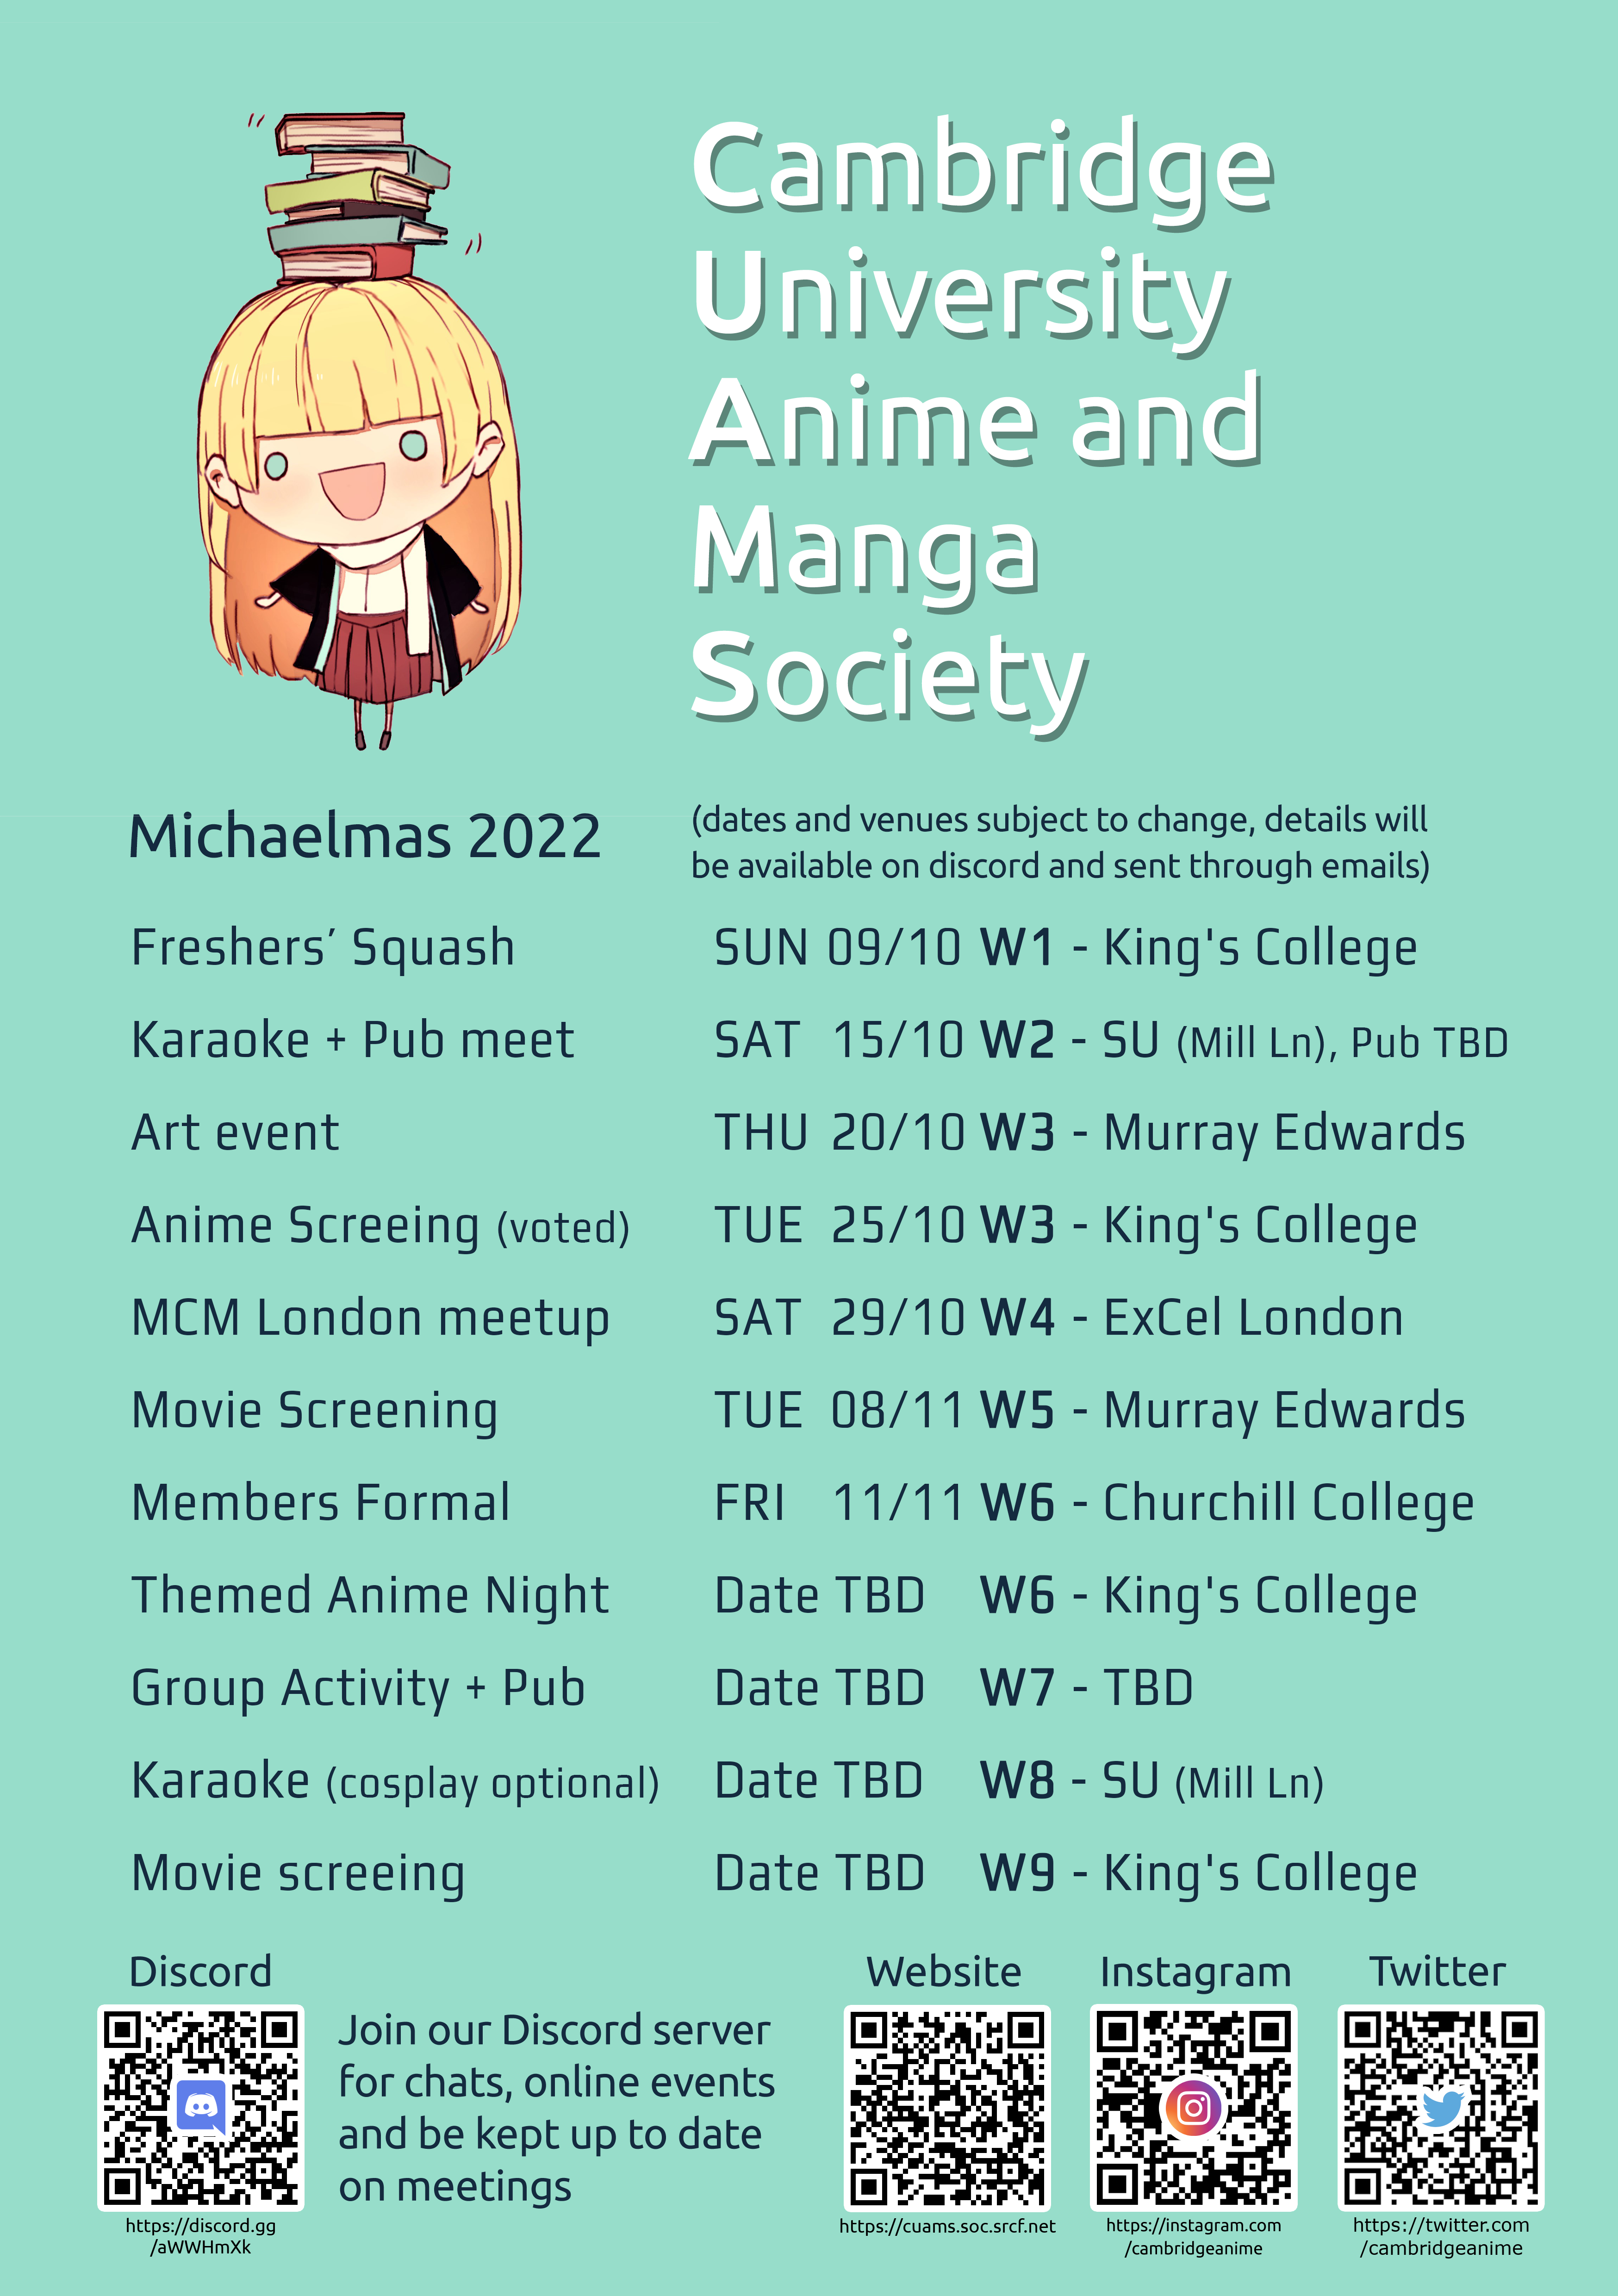 Cambridge
University
Anime and
Manga
Society
Michaelmas 2022
(dates and venues subject to change, details will
be available on discord and sent through emails)
Freshers' Squash SUN 09/10 W1 - King's College
Karaoke + Pub meet SAT 15/10 W2 - SU (Mill Ln), Pub TBD
Art event THU 20/10 W3 - Murray Edwards
Anime Screeing (voted) TUE 25/10 W3 - King's College
MCM London meetup SAT 29/10 W4 - ExCel London
Movie Screening TUE 08/11 W5 - Murray Edwards
Members Formal FRI 11/11 W6 - Churchill College
Themed Anime Night Date TBD W6 - King's College
Group Activity + Pub Date TBD W7 - TBD
Karaoke (cosplay optional) Date TBD W8 - SU (Mill Ln)
Movie screeing Date TBD W9 - King's College
Discord
https://discord.gg
/aWWHmXk
Join our Discord server
for chats, online events
and be kept up to date
on meetings
Website
https://cuams.soc.srcf.net
Instagram
https://instagram.com
/cambridgeanime
Twitter
https://twitter.com
/cambridgeanime